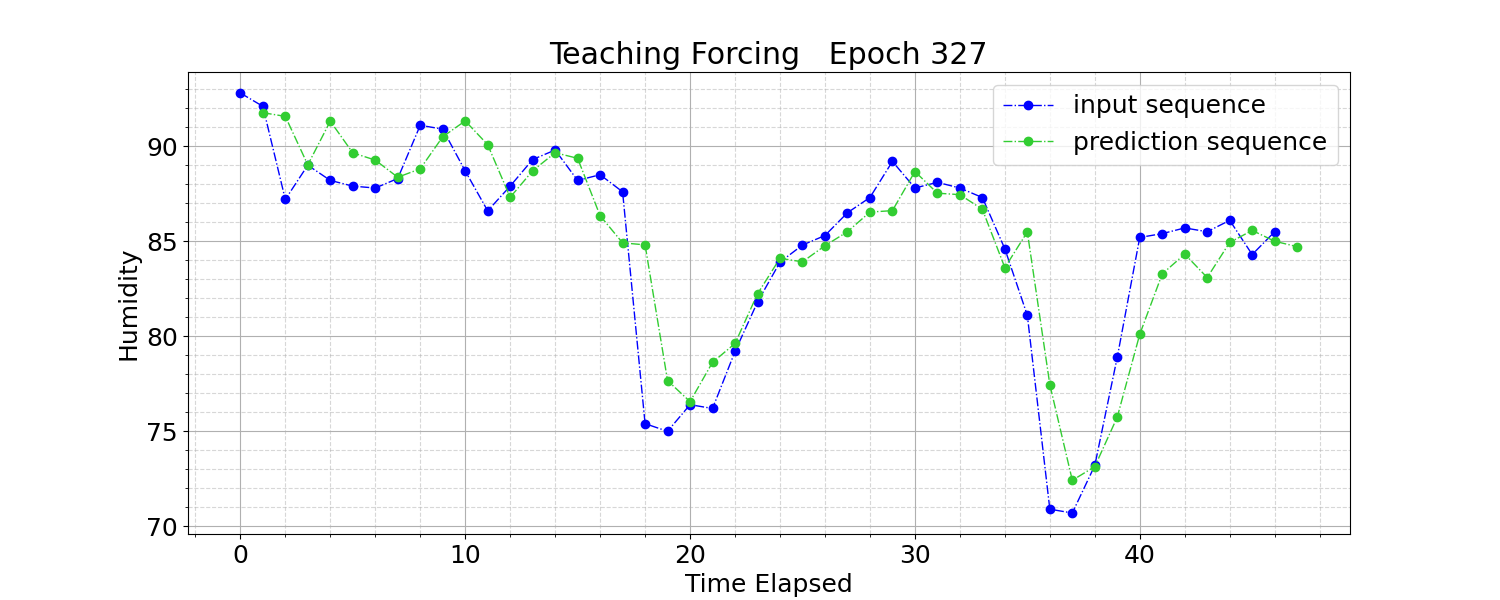 Teaching Forcing   Epoch 327
input sequence
prediction sequence
Humidity
90
85
80
75
70
0 10 20 30 40
Time Elapsed